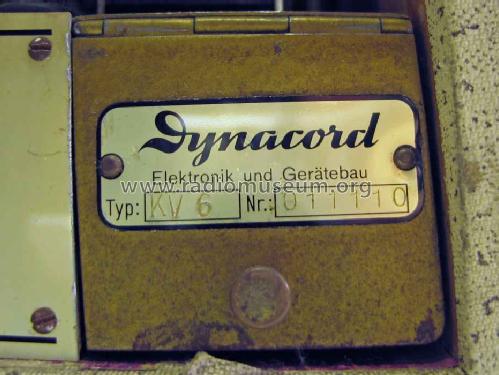 Dynacord
Elektronik und Gerätebau
www.radiomuseum.org
Typ: KV 6 Nr.: 011110